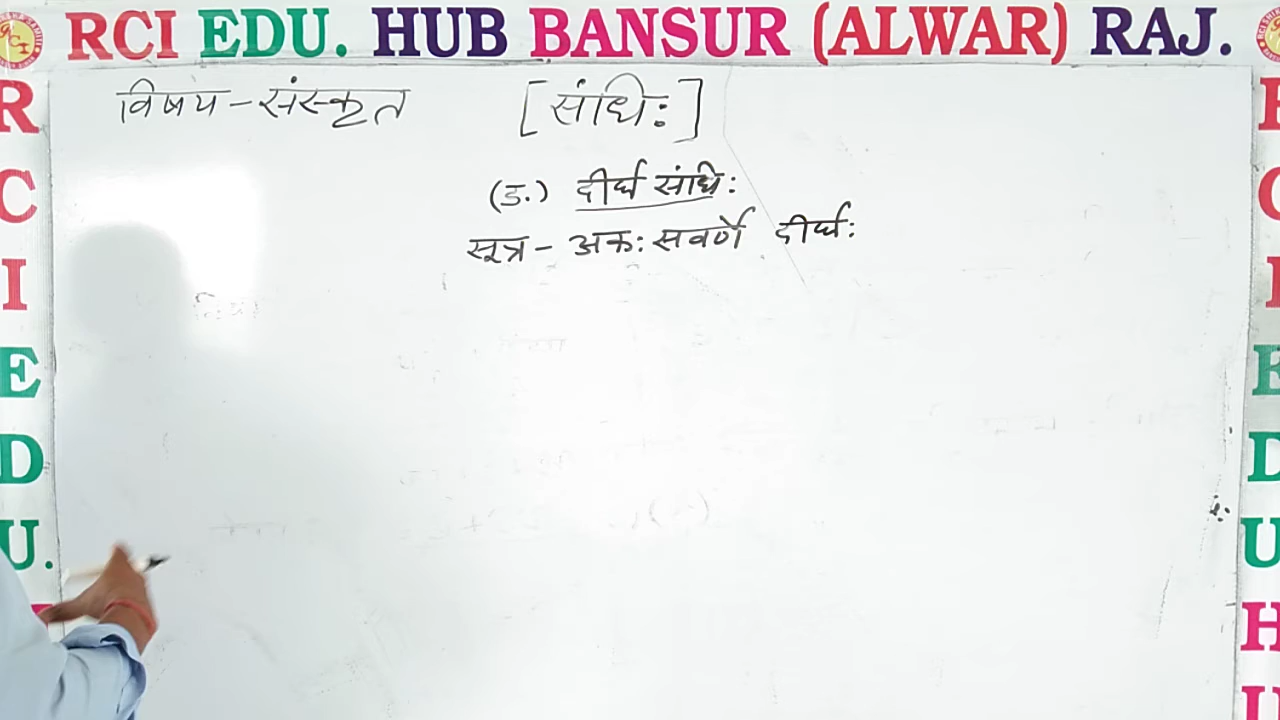 RCI EDU. HUB BANSUR (ALWAR) RAJ.
विषय - संस्कृत [संधिः]
(ड.) दीर्घ संधिः
सूत्र - अकः सवर्णे दीर्घः
R C I E D U.
E D U H U